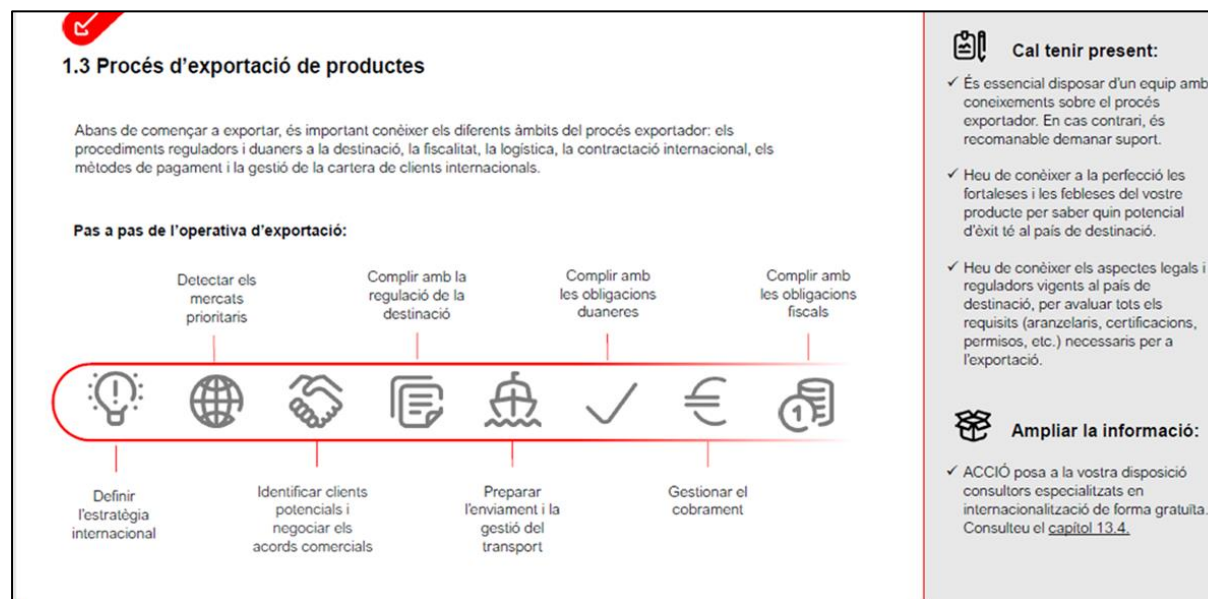 1.3 Procés d'exportació de productes
Abans de començar a exportar, és important conèixer els diferents àmbits del procés exportador: els
procediments reguladors i duaners a la destinació, la fiscalitat, la logística, la contractació internacional, els
mètodes de pagament i la gestió de la cartera de clients internacionals.
Pas a pas de l'operativa d'exportació:
Detectar els
mercats
prioritaris
Complir amb la
regulació de la
destinació
Complir amb
les obligacions
duaneres
Complir amb
les obligacions
fiscals
1
Definir
l'estratègia
internacional
Identificar clients
potencials i
negociar els
acords comercials
Preparar
l'enviament i la
gestió del
transport
Gestionar el
cobrament
Cal tenir present:
✓ És essencial disposar d'un equip amb
coneixements sobre el procés
exportador. En cas contrari, és
recomanable demanar suport.
✓ Heu de conèixer a la perfecció les
fortaleses i les febleses del vostre
producte per saber quin potencial
d'èxit té al país de destinació.
✓ Heu de conèixer els aspectes legals i
reguladors vigents al país de
destinació, per avaluar tots els
requisits (aranzelaris, certificacions,
permisos, etc.) necessaris per a
l'exportació.
Ampliar la informació:
✓ ACCIÓ posa a la vostra disposició
consultors especialitzats en
internacionalització de forma gratuïta.
Consulteu el capítol 13.4.